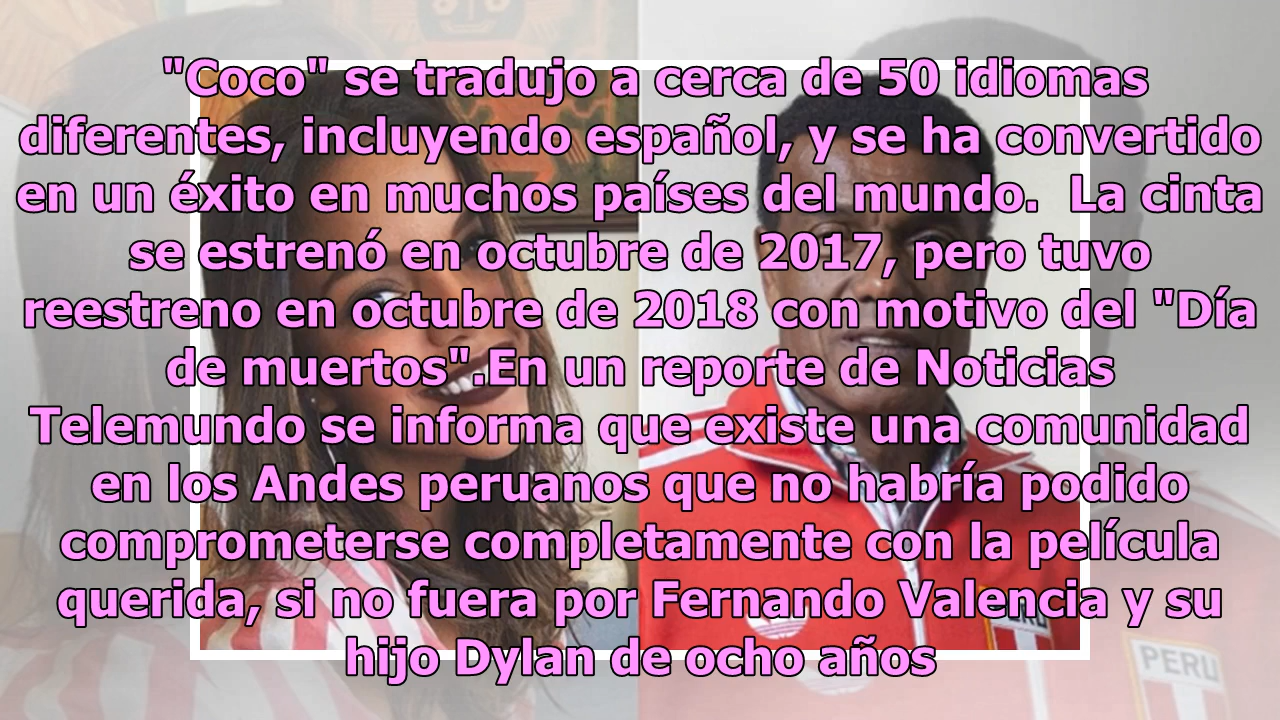 "Coco" se tradujo a cerca de 50 idiomas
diferentes, incluyendo español, y se ha convertido
en un éxito en muchos países del mundo.  La cinta
se estrenó en octubre de 2017, pero tuvo
reestreno en octubre de 2018 con motivo del "Día
de muertos".En un reporte de Noticias
Telemundo se informa que existe una comunidad
en los Andes peruanos que no habría podido
comprometerse completamente con la película
querida, si no fuera por Fernando Valencia y su
hijo Dylan de ocho años
PERU
PERU